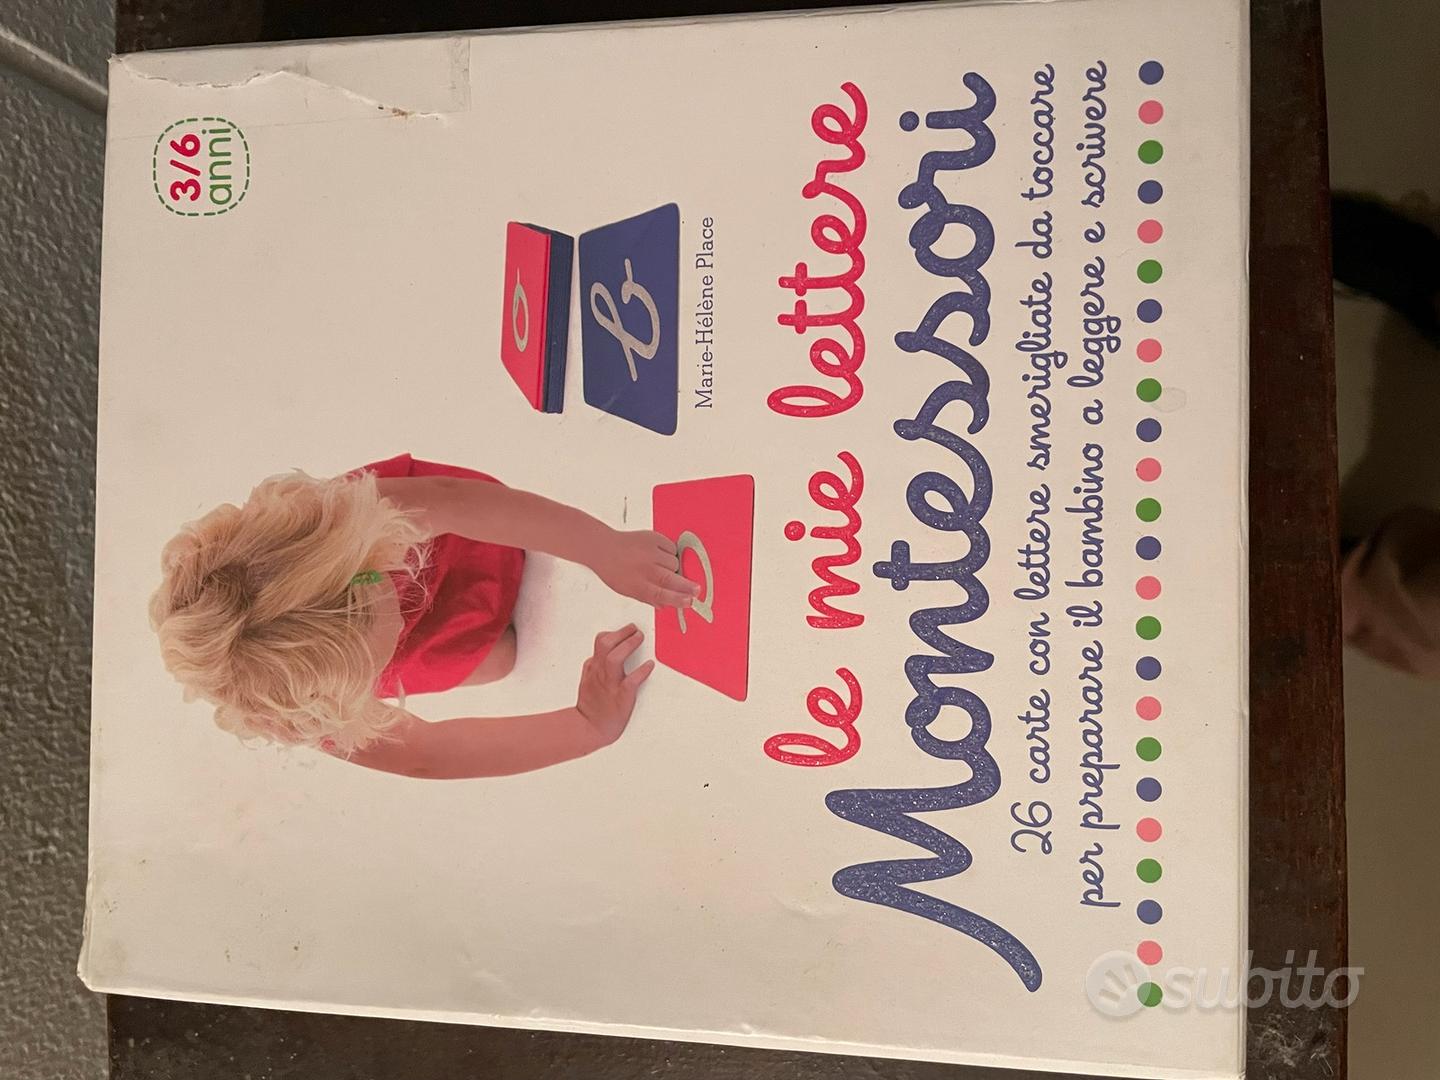 3/6
anni
a
b
a
Marie-Hélène Place
le mie lettere
Montessori
26 carte con lettere smerigliate da toccare
per preparare il bambino a leggere e scrivere
subito